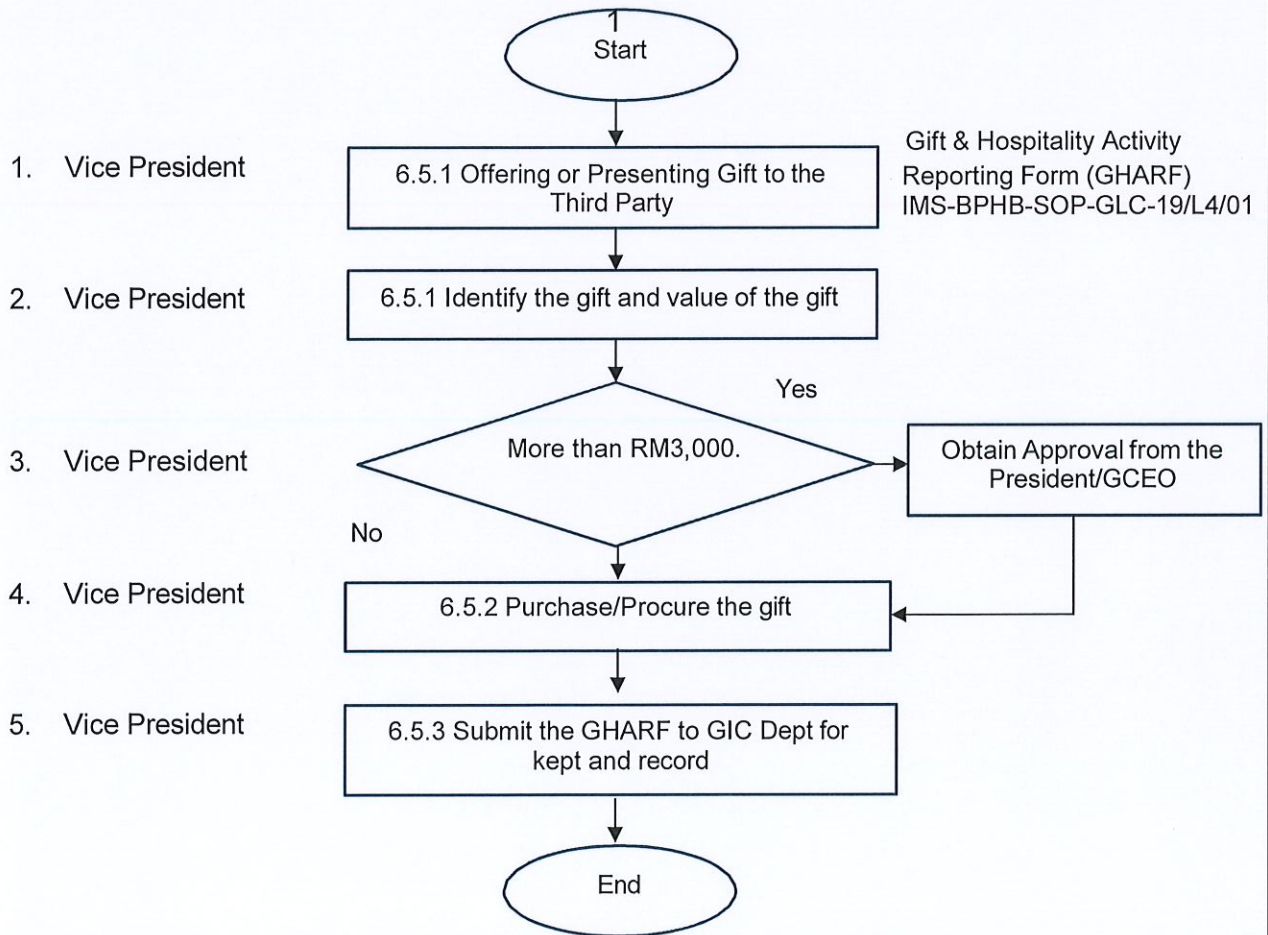 1
Start
1. Vice President
6.5.1 Offering or Presenting Gift to the
Third Party
Gift & Hospitality Activity
Reporting Form (GHARF)
IMS-BPHB-SOP-GLC-19/L4/01
2. Vice President
6.5.1 Identify the gift and value of the gift
Yes
3. Vice President
More than RM3,000.
Obtain Approval from the
President/GCEO
No
4. Vice President
6.5.2 Purchase/Procure the gift
5. Vice President
6.5.3 Submit the GHARF to GIC Dept for
kept and record
End